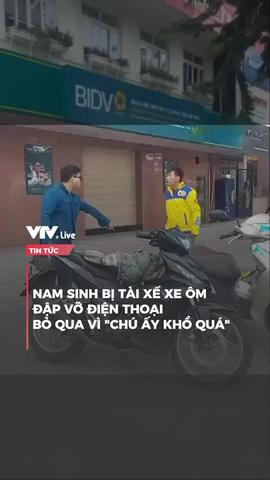 BIDV
VTV Live
TIN TỨC
NAM SINH BỊ TÀI XẾ XE ÔM
ĐẬP VỠ ĐIỆN THOẠI
BỎ QUA VÌ "CHÚ ẤY KHỔ QUÁ"